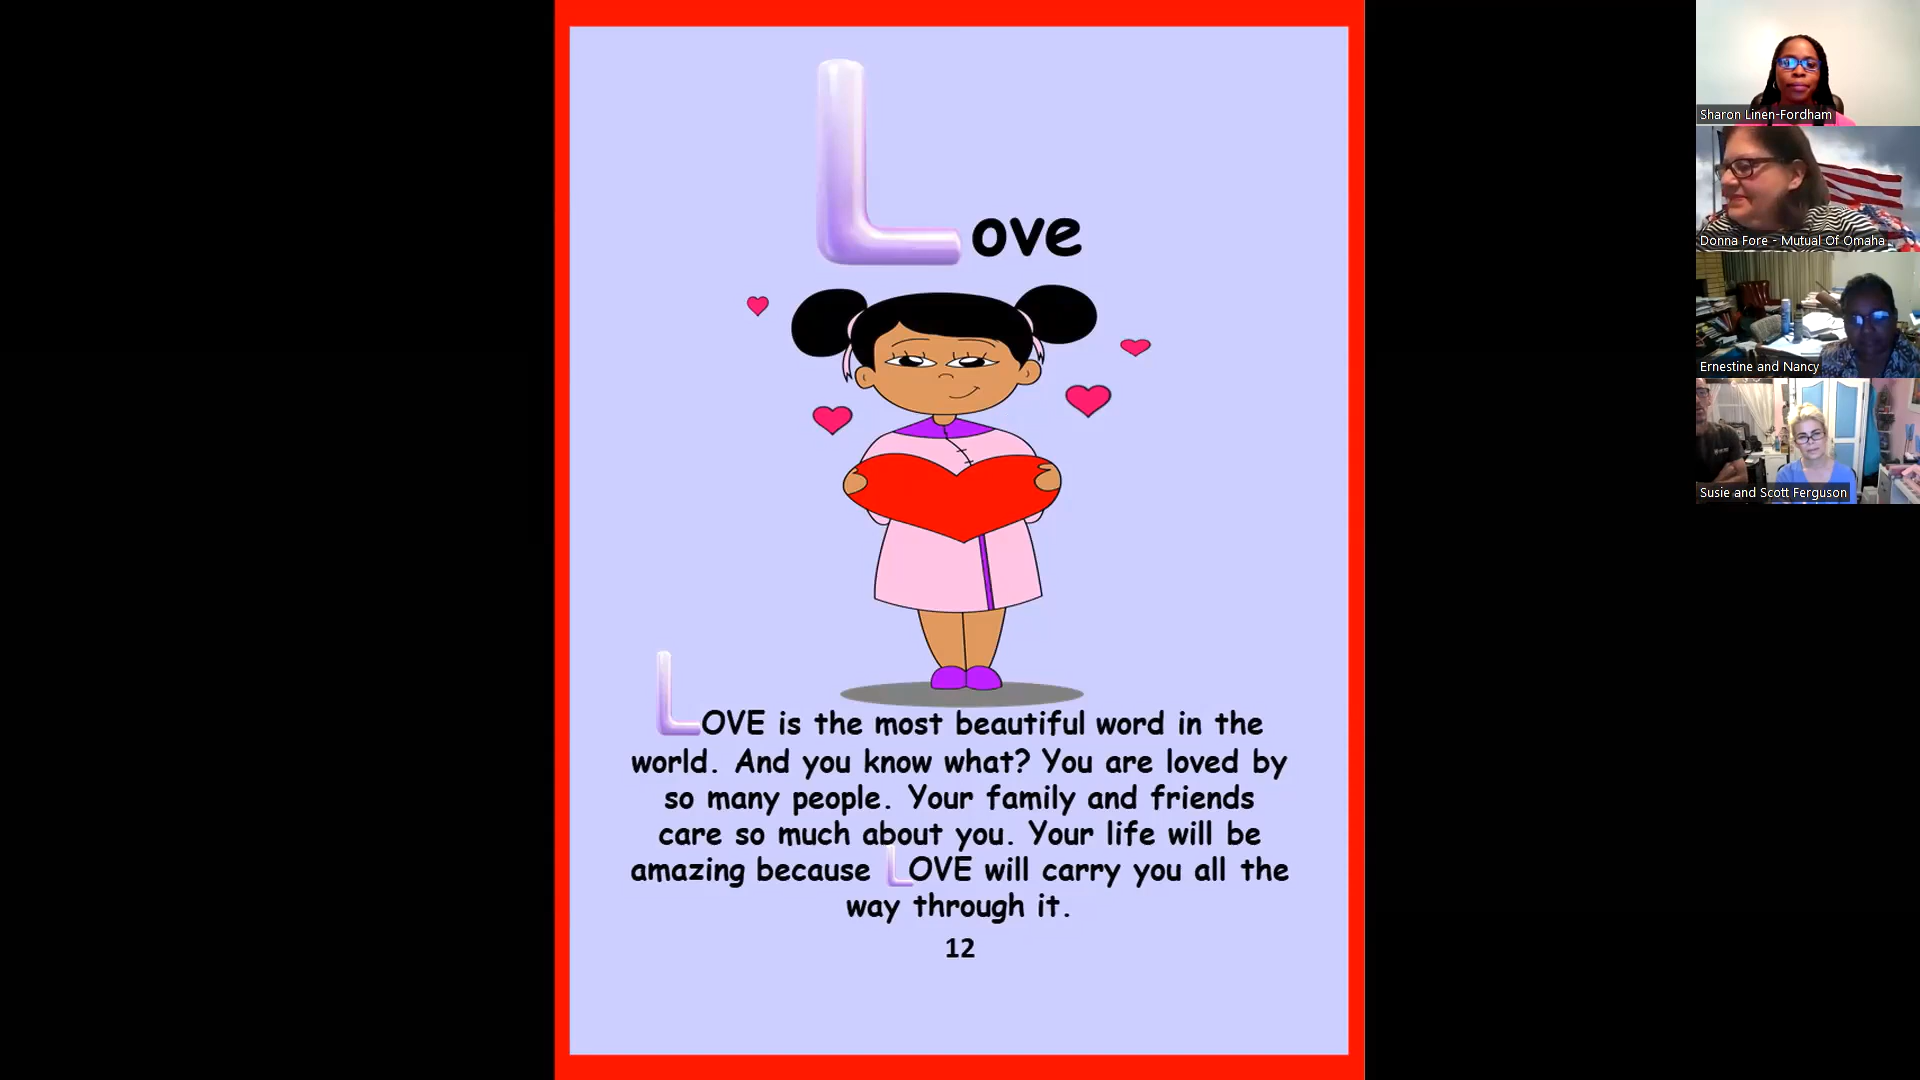 Love
LOVE is the most beautiful word in the
world. And you know what? You are loved by
so many people. Your family and friends
care so much about you. Your life will be
amazing because LOVE will carry you all the
way through it.
12
Sharon Linen-Fordham
Donna Fore - Mutual Of Omaha
Ernestine and Nancy
Susie and Scott Ferguson